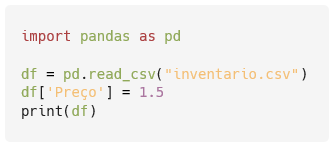 import pandas as pd

df = pd.read_csv("inventario.csv")
df['Preço'] = 1.5
print(df)